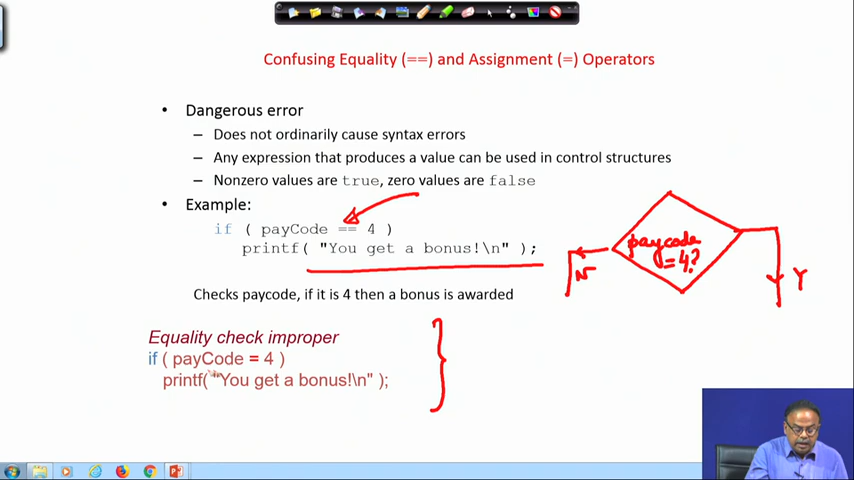 Confusing Equality (==) and Assignment (=) Operators
• Dangerous error
– Does not ordinarily cause syntax errors
– Any expression that produces a value can be used in control structures
– Nonzero values are true, zero values are false
• Example:
if ( payCode == 4 )
printf( "You get a bonus!\n" );
paycode
= 4?
N
Y
Checks paycode, if it is 4 then a bonus is awarded
Equality check improper
if ( payCode = 4 )
printf( "You get a bonus!\n" );